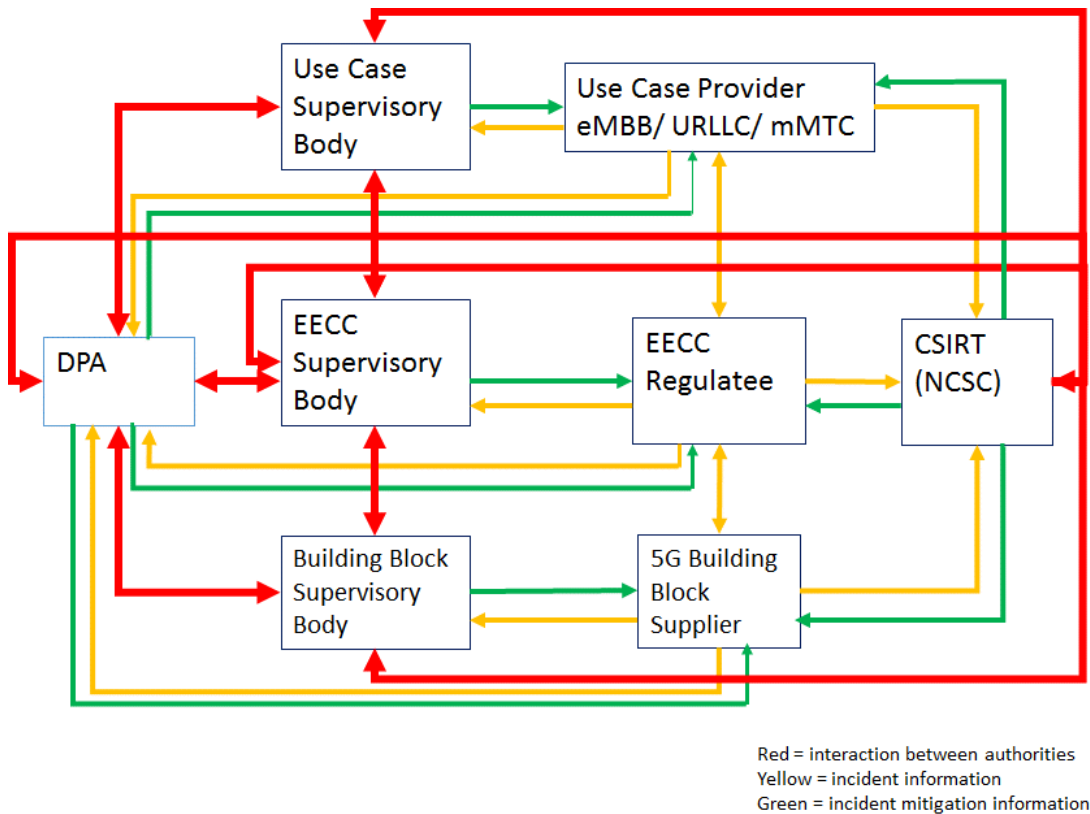 Use Case
Supervisory
Body
Use Case Provider
eMBB/ URLLC/ mMTC
DPA
EECC
Supervisory
Body
EECC
Regulatee
CSIRT
(NCSC)
Building Block
Supervisory
Body
5G Building
Block
Supplier
Red = interaction between authorities
Yellow = incident information
Green = incident mitigation information